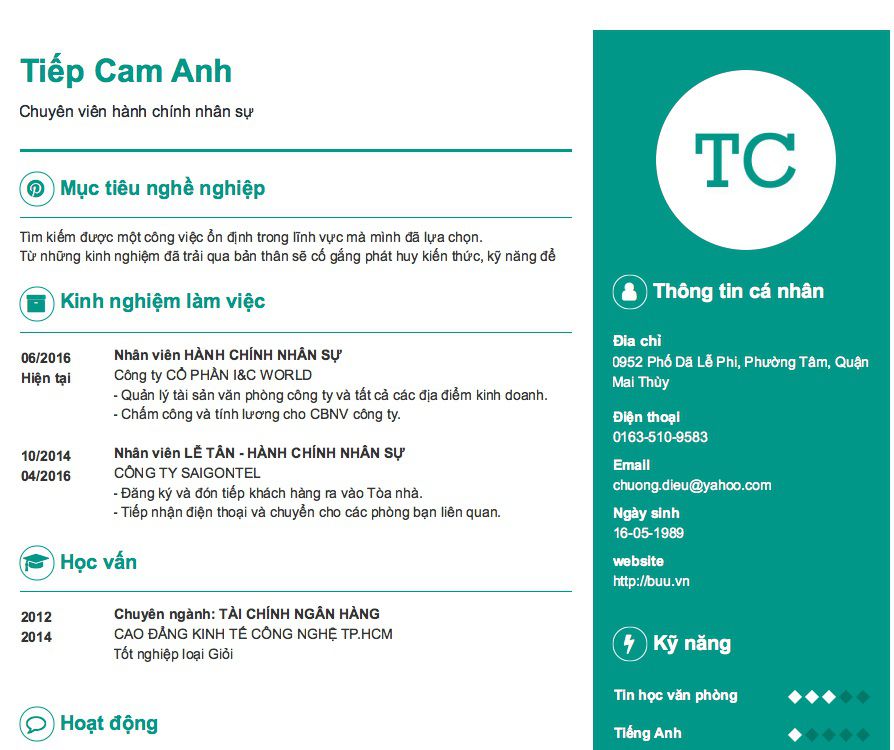 Tiếp Cam Anh
Chuyên viên hành chính nhân sự
Mục tiêu nghề nghiệp
Tìm kiếm được một công việc ổn định trong lĩnh vực mà mình đã lựa chọn.
Từ những kinh nghiệm đã trải qua bản thân sẽ cố gắng phát huy kiến thức, kỹ năng để
Kinh nghiệm làm việc
06/2016
Hiện tại
Nhân viên HÀNH CHÍNH NHÂN SỰ
Công ty CỔ PHẦN I&C WORLD
- Quản lý tài sản văn phòng công ty và tất cả các địa điểm kinh doanh.
- Chấm công và tính lương cho CBNV công ty.
10/2014
04/2016
Nhân viên LỄ TÂN - HÀNH CHÍNH NHÂN SỰ
CÔNG TY SAIGONTEL
- Đăng ký và đón tiếp khách hàng ra vào Tòa nhà.
- Tiếp nhận điện thoại và chuyển cho các phòng bạn liên quan.
Học vấn
2012
2014
Chuyên ngành: TÀI CHÍNH NGÂN HÀNG
CAO ĐẲNG KINH TẾ CÔNG NGHỆ TP.HCM
Tốt nghiệp loại Giỏi
Hoạt động
TC
Thông tin cá nhân
Địa chỉ
0952 Phố Dã Lễ Phi, Phường Tâm, Quận
Mai Thùy
Điện thoại
0163-510-9583
Email
chuong.dieu@yahoo.com
Ngày sinh
16-05-1989
website
http://buu.vn
Kỹ năng
Tin học văn phòng
Tiếng Anh